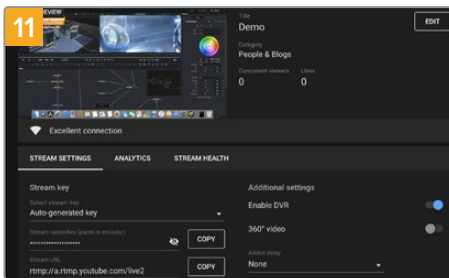 11
PREVIEW
Title
Demo
EDIT
Category
People & Blogs
Concurrent viewers Likes
0 0
Excellent connection
STREAM SETTINGS ANALYTICS STREAM HEALTH
Stream key
Additional settings
Select stream key
Auto-generated key
Enable DVR
Stream name/key (paste in encoder)
COPY
360° video
Stream URL
rtmp://a.rtmp.youtube.com/live2
COPY
Added delay
None